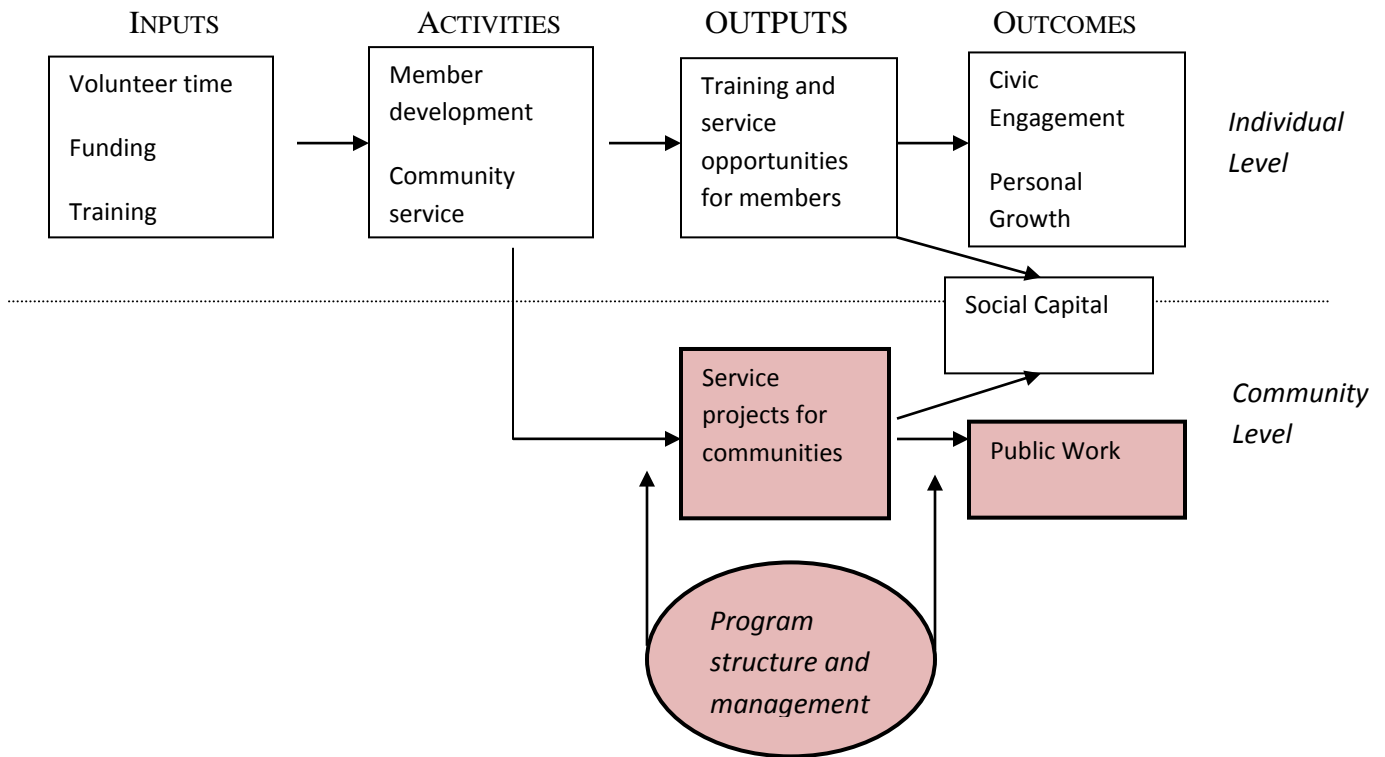 INPUTS
ACTIVITIES
OUTPUTS
OUTCOMES
Volunteer time
Funding
Training
Member
development
Community
service
Training and
service
opportunities
for members
Civic
Engagement
Personal
Growth
Individual
Level
Social Capital
Service
projects for
communities
Public Work
Community
Level
Program
structure and
management